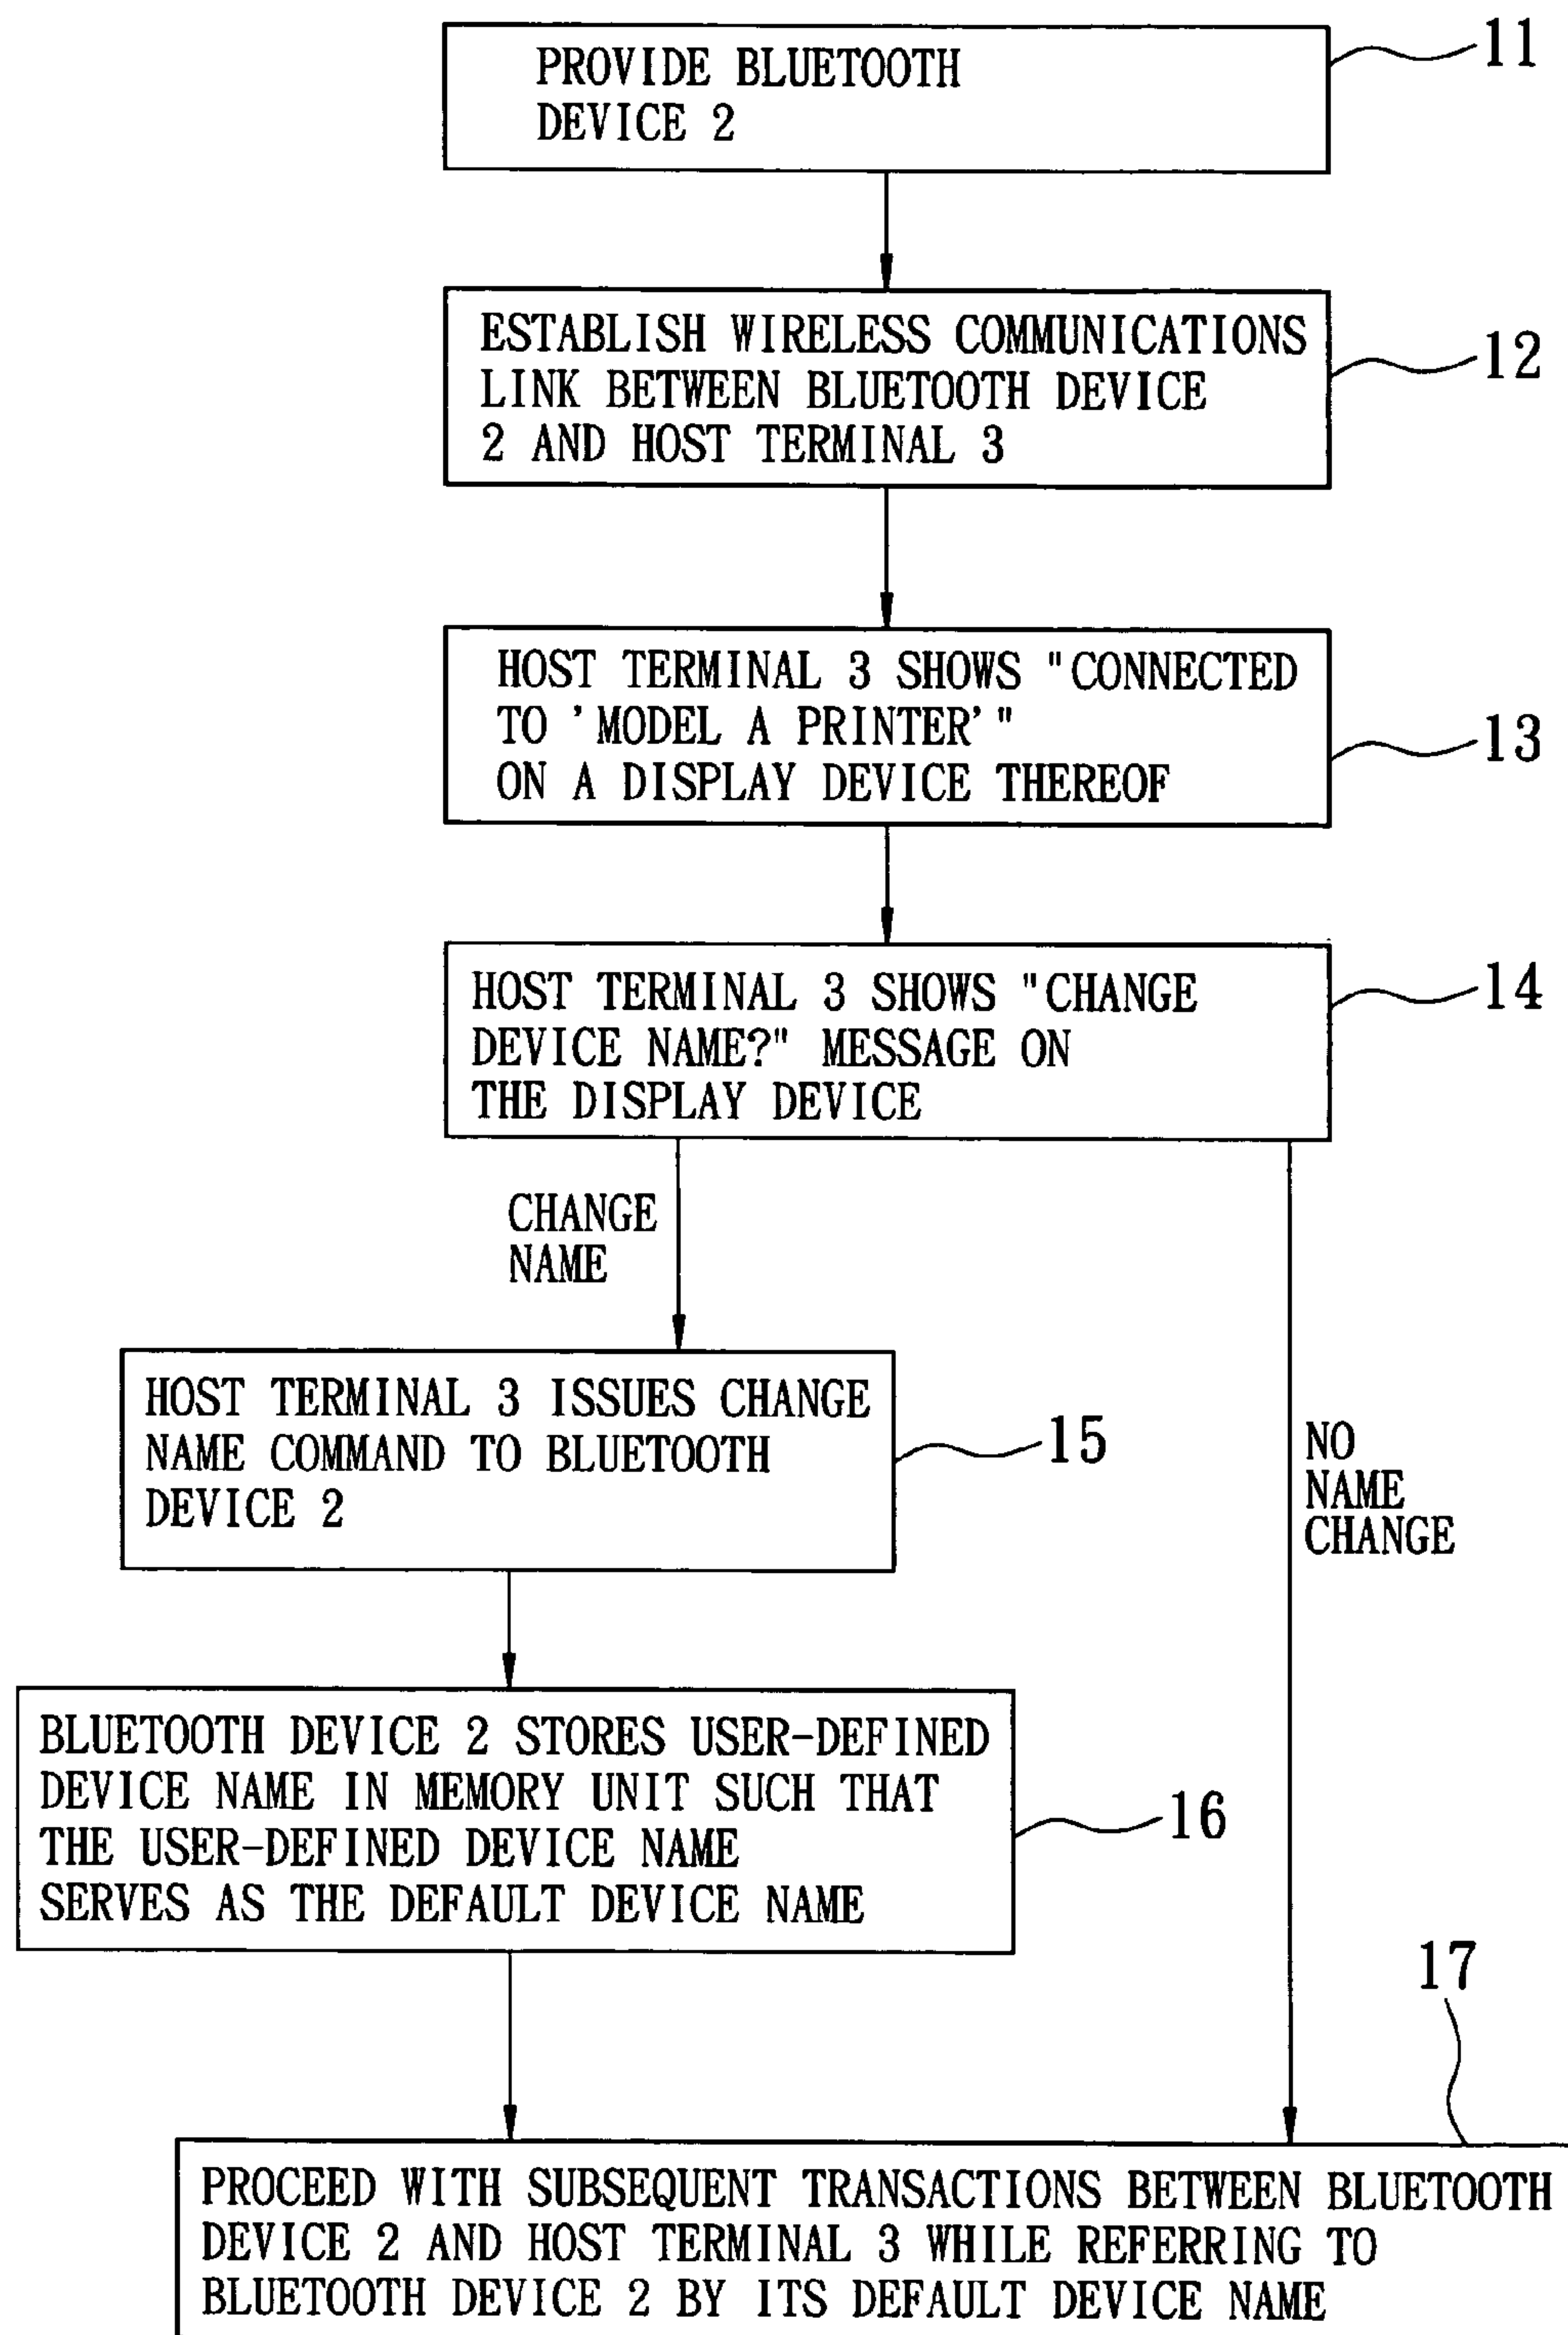 PROVIDE BLUETOOTH
DEVICE 2
11
ESTABLISH WIRELESS COMMUNICATIONS
LINK BETWEEN BLUETOOTH DEVICE
2 AND HOST TERMINAL 3
12
HOST TERMINAL 3 SHOWS "CONNECTED
TO 'MODEL A PRINTER'"
ON A DISPLAY DEVICE THEREOF
13
HOST TERMINAL 3 SHOWS "CHANGE
DEVICE NAME?" MESSAGE ON
THE DISPLAY DEVICE
14
CHANGE
NAME
HOST TERMINAL 3 ISSUES CHANGE
NAME COMMAND TO BLUETOOTH
DEVICE 2
15
NO
NAME
CHANGE
BLUETOOTH DEVICE 2 STORES USER-DEFINED
DEVICE NAME IN MEMORY UNIT SUCH THAT
THE USER-DEFINED DEVICE NAME
SERVES AS THE DEFAULT DEVICE NAME
16
17
PROCEED WITH SUBSEQUENT TRANSACTIONS BETWEEN BLUETOOTH
DEVICE 2 AND HOST TERMINAL 3 WHILE REFERRING TO
BLUETOOTH DEVICE 2 BY ITS DEFAULT DEVICE NAME